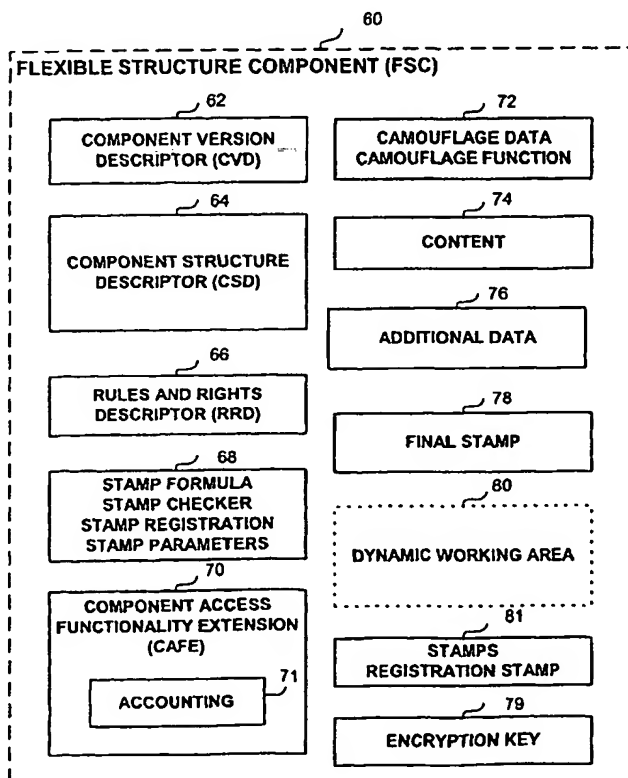 60
FLEXIBLE STRUCTURE COMPONENT (FSC)
62
COMPONENT VERSION
DESCRIPTOR (CVD)
64
COMPONENT STRUCTURE
DESCRIPTOR (CSD)
66
RULES AND RIGHTS
DESCRIPTOR (RRD)
68
STAMP FORMULA
STAMP CHECKER
STAMP REGISTRATION
STAMP PARAMETERS
70
COMPONENT ACCESS
FUNCTIONALITY EXTENSION
(CAFE)
71
ACCOUNTING
72
CAMOUFLAGE DATA
CAMOUFLAGE FUNCTION
74
CONTENT
76
ADDITIONAL DATA
78
FINAL STAMP
80
DYNAMIC WORKING AREA
81
STAMPS
REGISTRATION STAMP
79
ENCRYPTION KEY